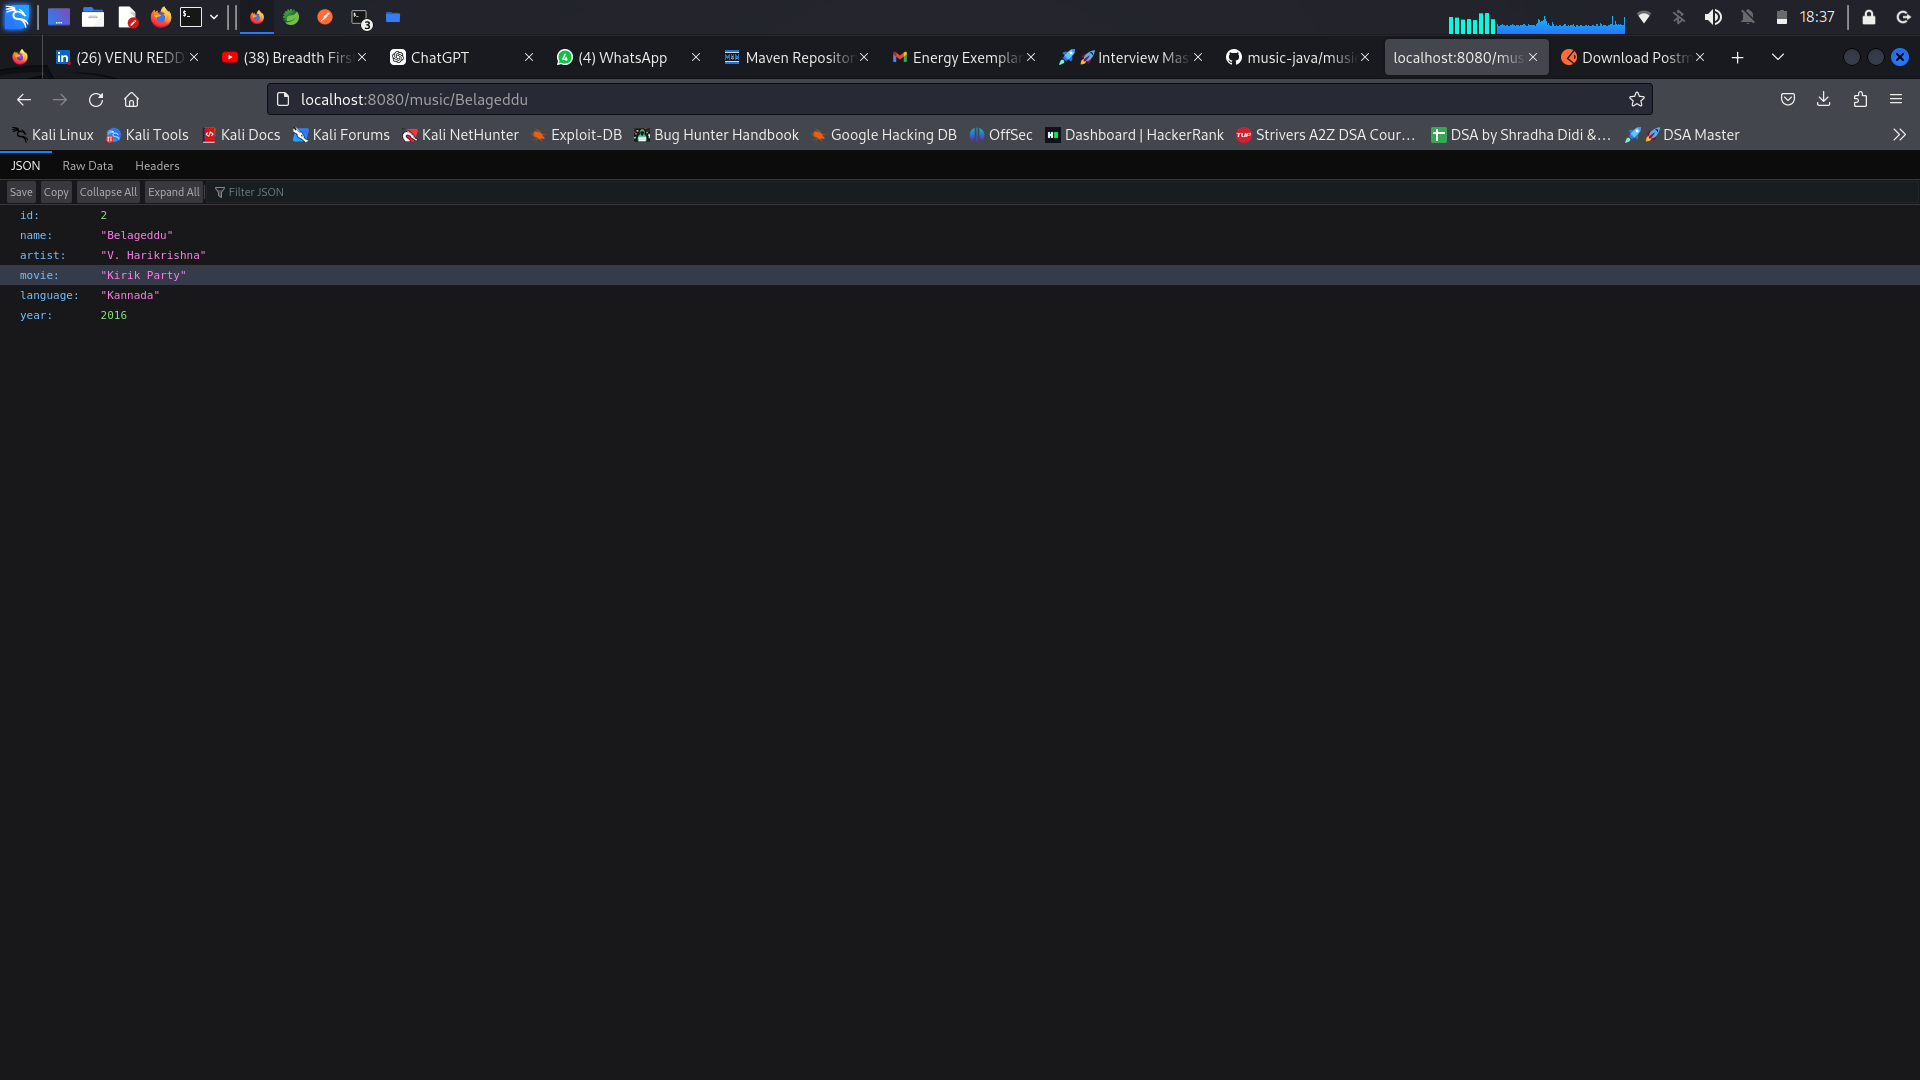 3
18:37
(26) VENU REDD
(38) Breadth Firs
ChatGPT
(4) WhatsApp
Maven Repositor
Energy Exemplar
Interview Mas
music-java/musi
localhost:8080/mus
Download Postm
localhost:8080/music/Belageddu
Kali Linux
Kali Tools
Kali Docs
Kali Forums
Kali NetHunter
Exploit-DB
Bug Hunter Handbook
Google Hacking DB
OffSec
Dashboard | HackerRank
Strivers A2Z DSA Cour…
DSA by Shradha Didi &…
DSA Master
JSON Raw Data Headers
Save Copy Collapse All Expand All Filter JSON
id: 2
name: "Belageddu"
artist: "V. Harikrishna"
movie: "Kirik Party"
language: "Kannada"
year: 2016